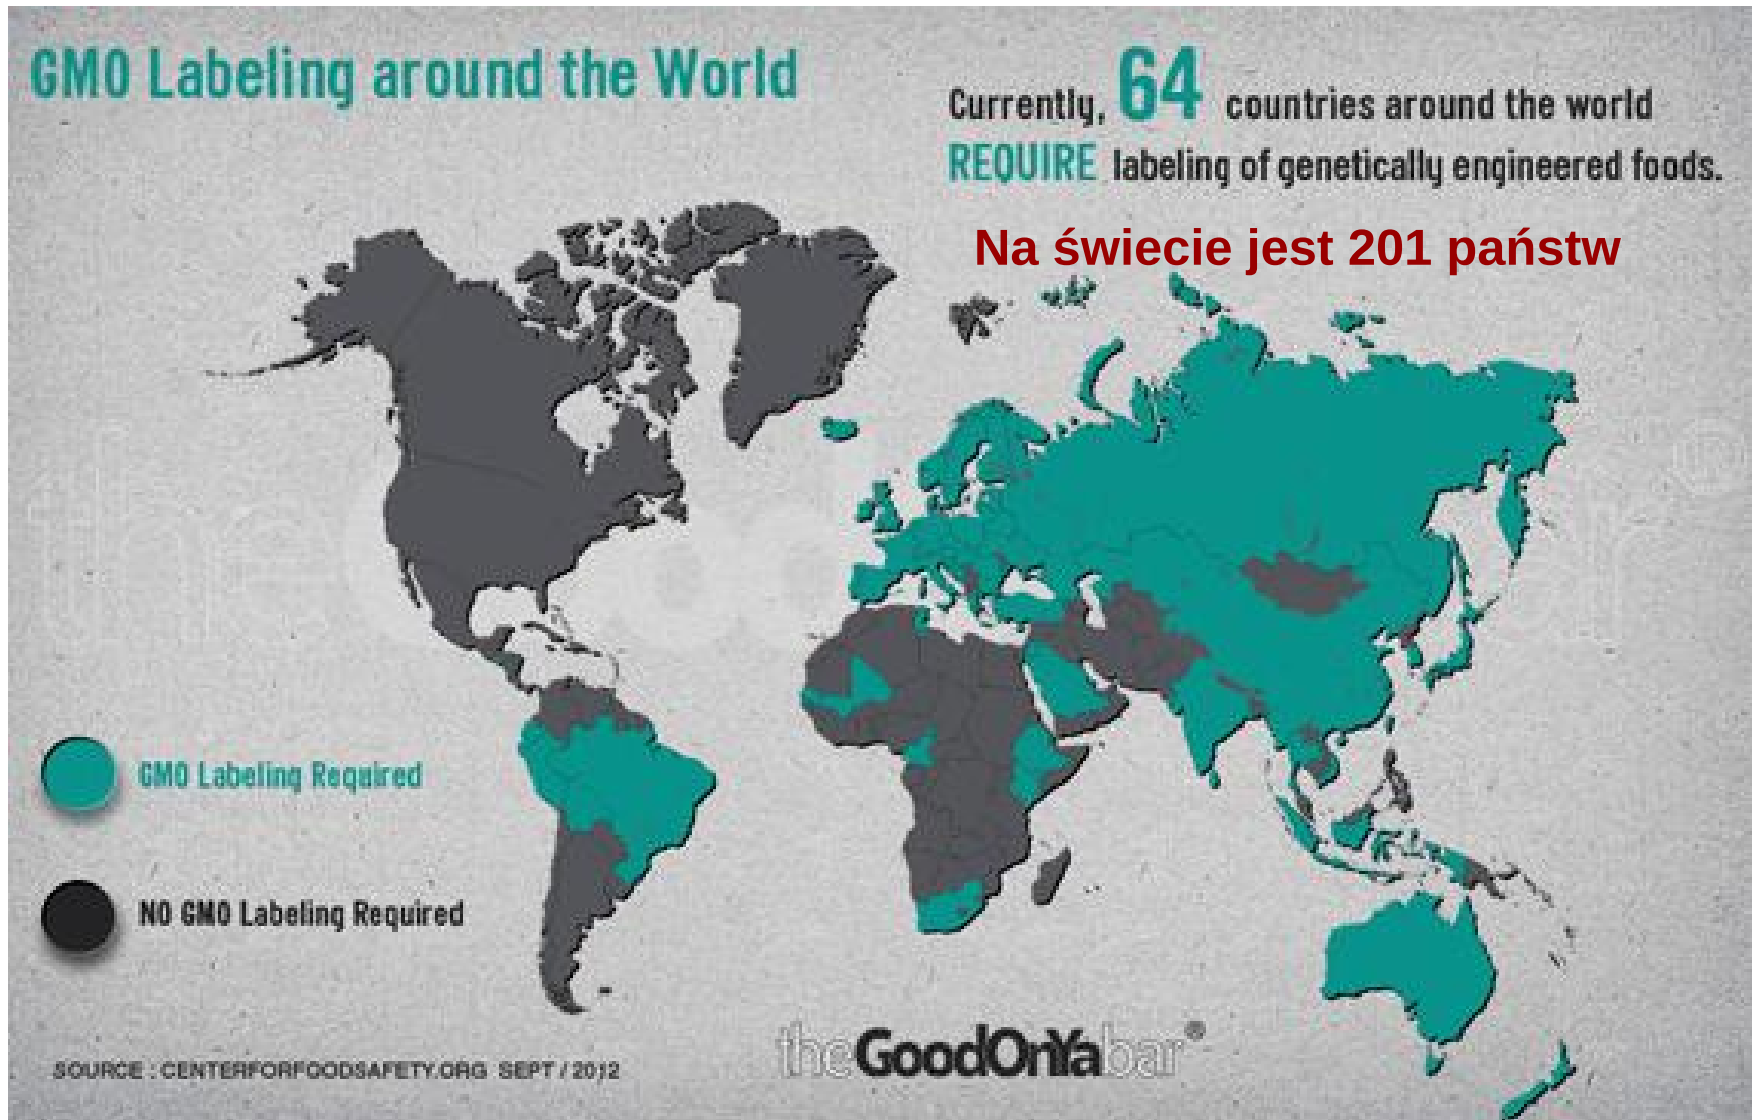 GMO Labeling around the World
Currently, 64 countries around the world
REQUIRE labeling of genetically engineered foods.
Na świecie jest 201 państw
GMO Labeling Required
NO GMO Labeling Required
theGoodOnYabar®
SOURCE : CENTERFORFOODSAFETY.ORG SEPT / 2012